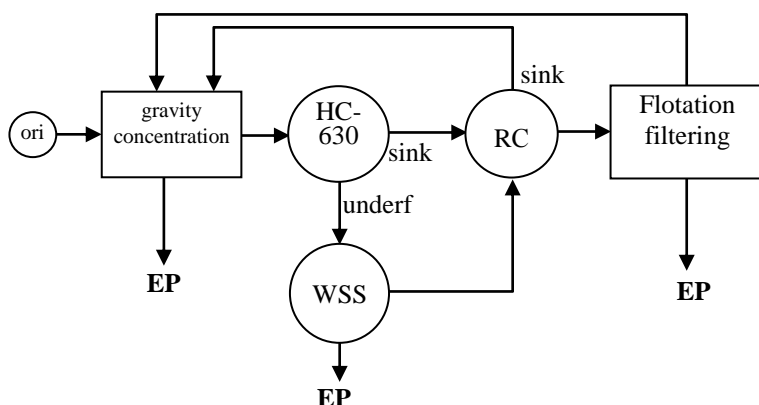 sink
ori
gravity
concentration
HC-
630
sink
RC
Flotation
filtering
underf
EP
WSS
EP
EP